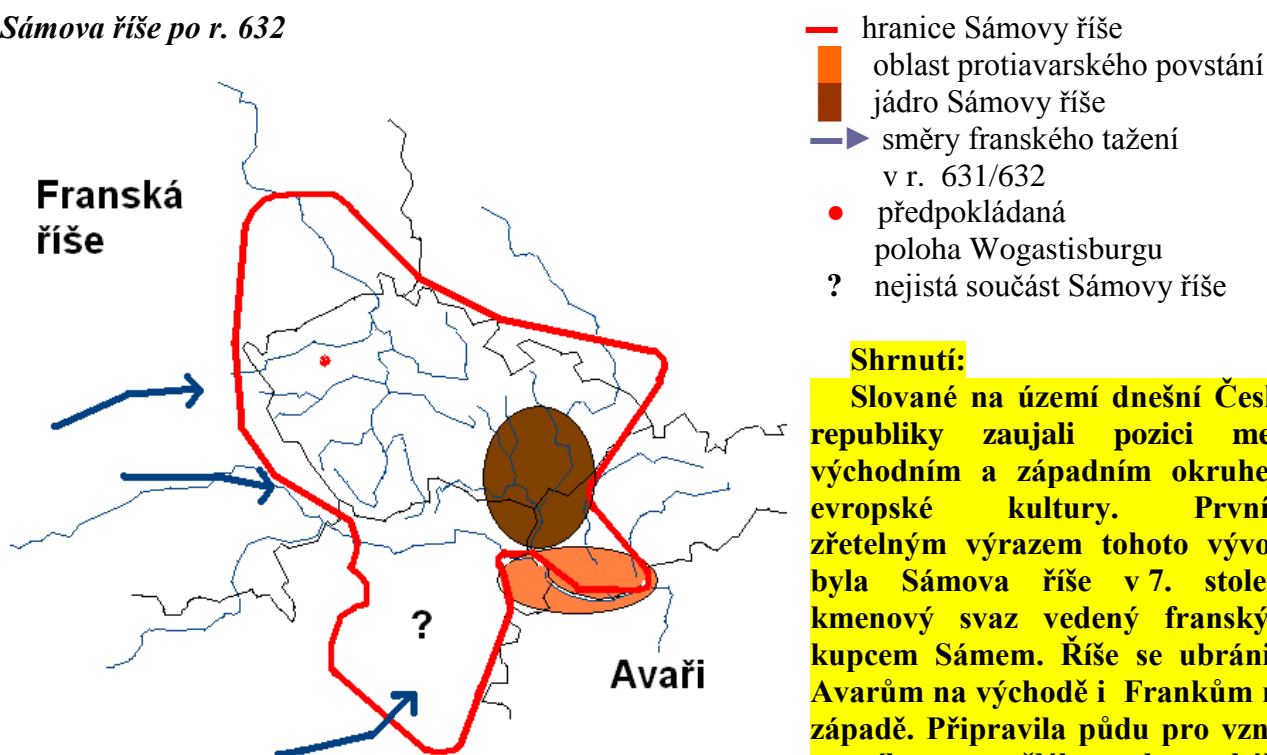 Sámova říše po r. 632
hranice Sámovy říše
oblast protiavarského povstání
jádro Sámovy říše
směry franského tažení
v r. 631/632
předpokládaná
poloha Wogastisburgu
? nejistá součást Sámovy říše
Franská
říše
?
Avaři
Shrnutí:
Slované na území dnešní Česk
republiky zaujali pozici me
východním a západním okruhe
evropské kultury. První
zřetelným výrazem tohoto vývo
byla Sámova říše v 7. stole
kmenový svaz vedený franský
kupcem Sámem. Říše se ubráni
Avarům na východě i Frankům n
západě. Připravila půdu pro vzn